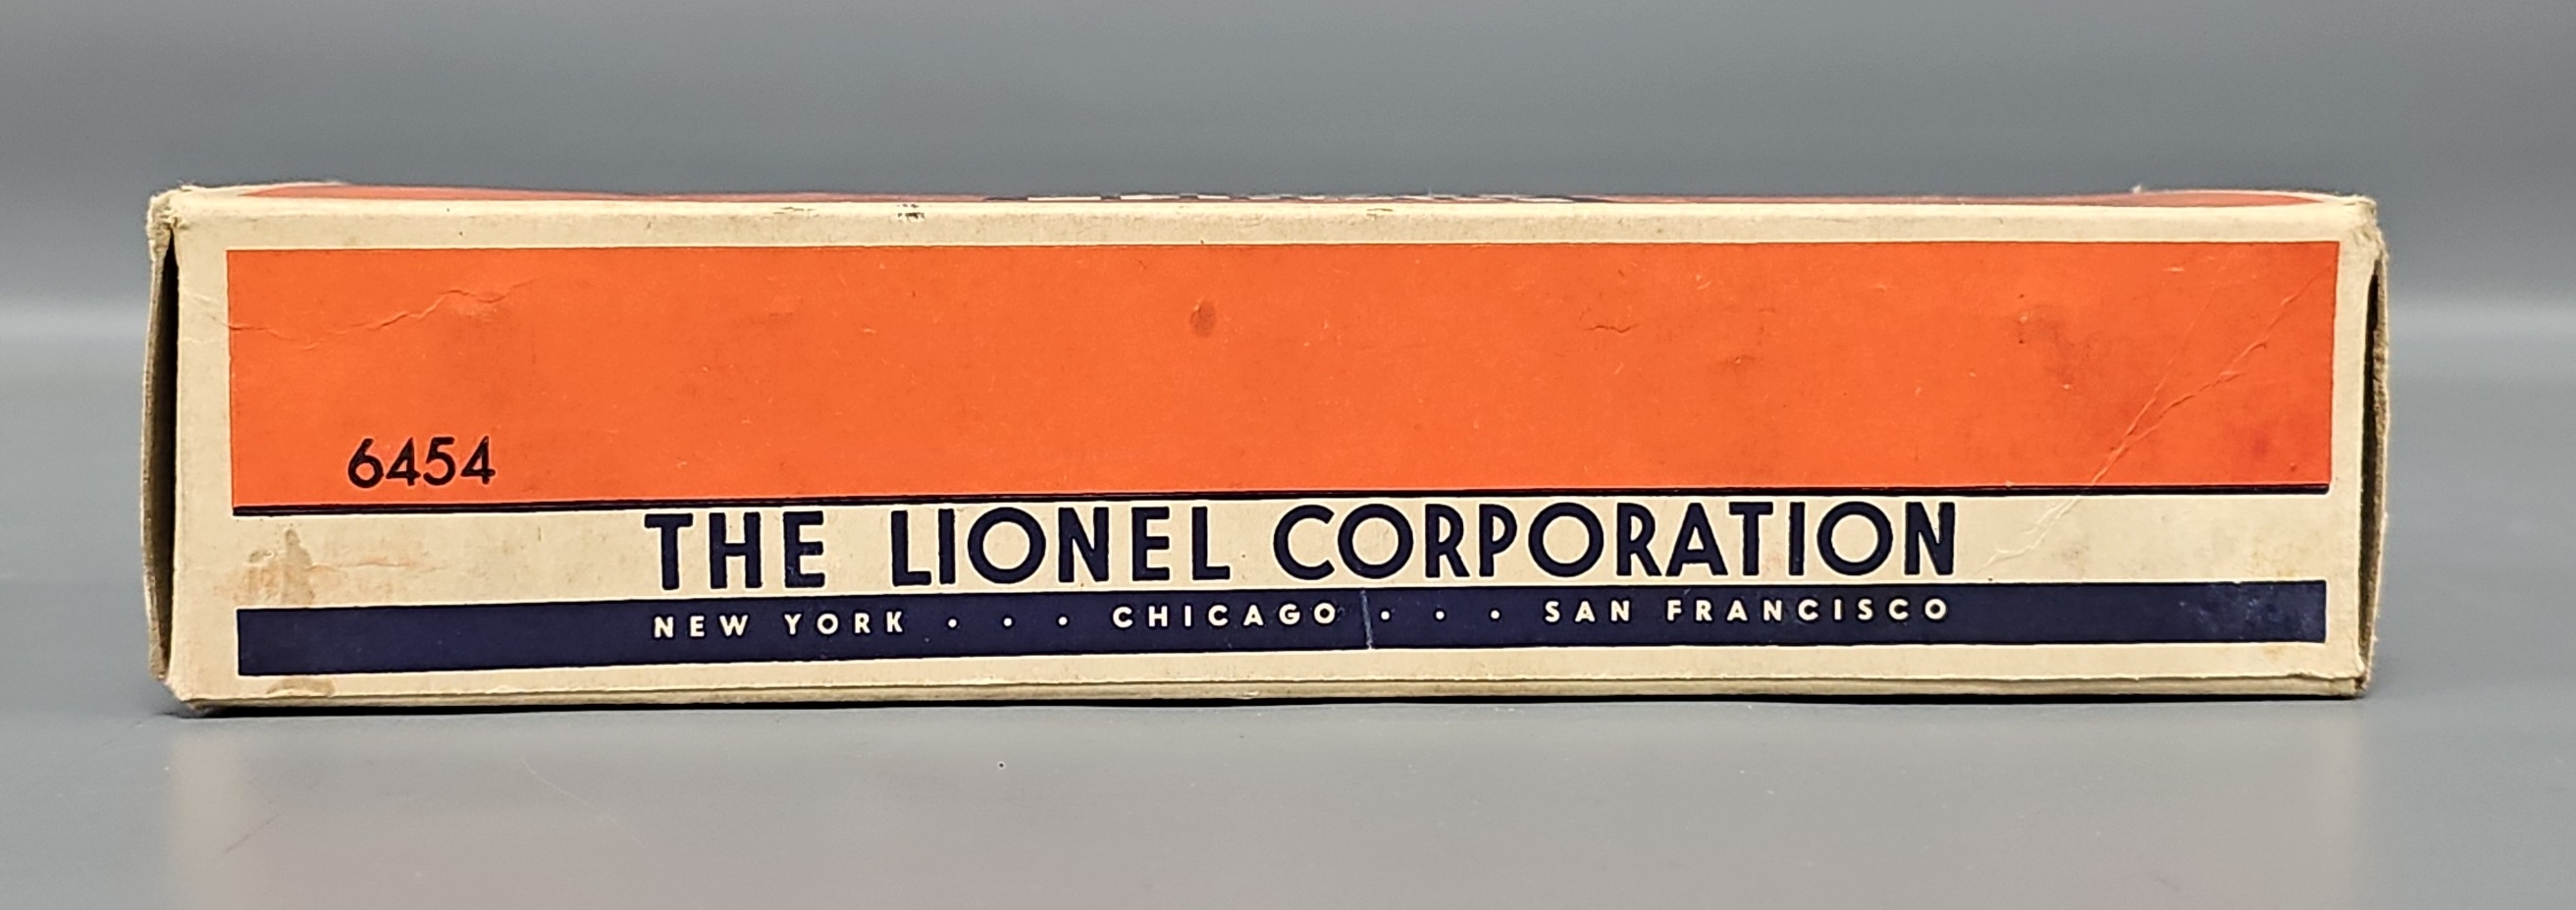 6454
THE LIONEL CORPORATION
NEW YORK . . . CHICAGO . . . SAN FRANCISCO